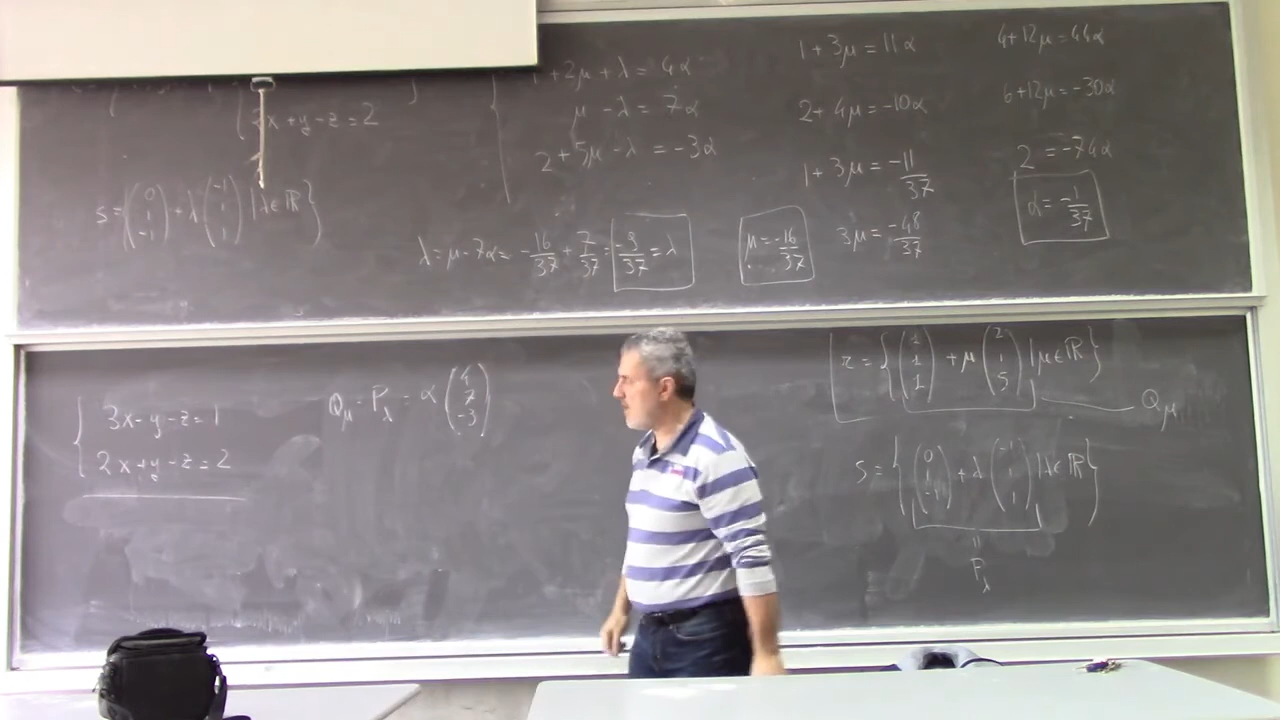 x+y-z=2
s={(0 1 -1)+λ(-1 1 1)|λ∈ℝ}
1+2μ+λ=4α
μ-λ=7α
2+5μ-λ=-3α
λ=μ-7α=-16/37+7/37=-9/37=λ
1+3μ=11α
2+4μ=-10α
1+3μ=-11/37
3μ=-48/37
μ=-16/37
4+12μ=44α
6+12μ=-30α
2=-74α
α=-1/37
3x-y-z=1
2x+y-z=2
Qμ-Pλ=α(4 7 -3)
r={(1 1 1)+μ(2 1 5)|μ∈ℝ}
Qμ
s={(0 1 -1)+λ(-1 1 1)|λ∈ℝ}
=
Pλ